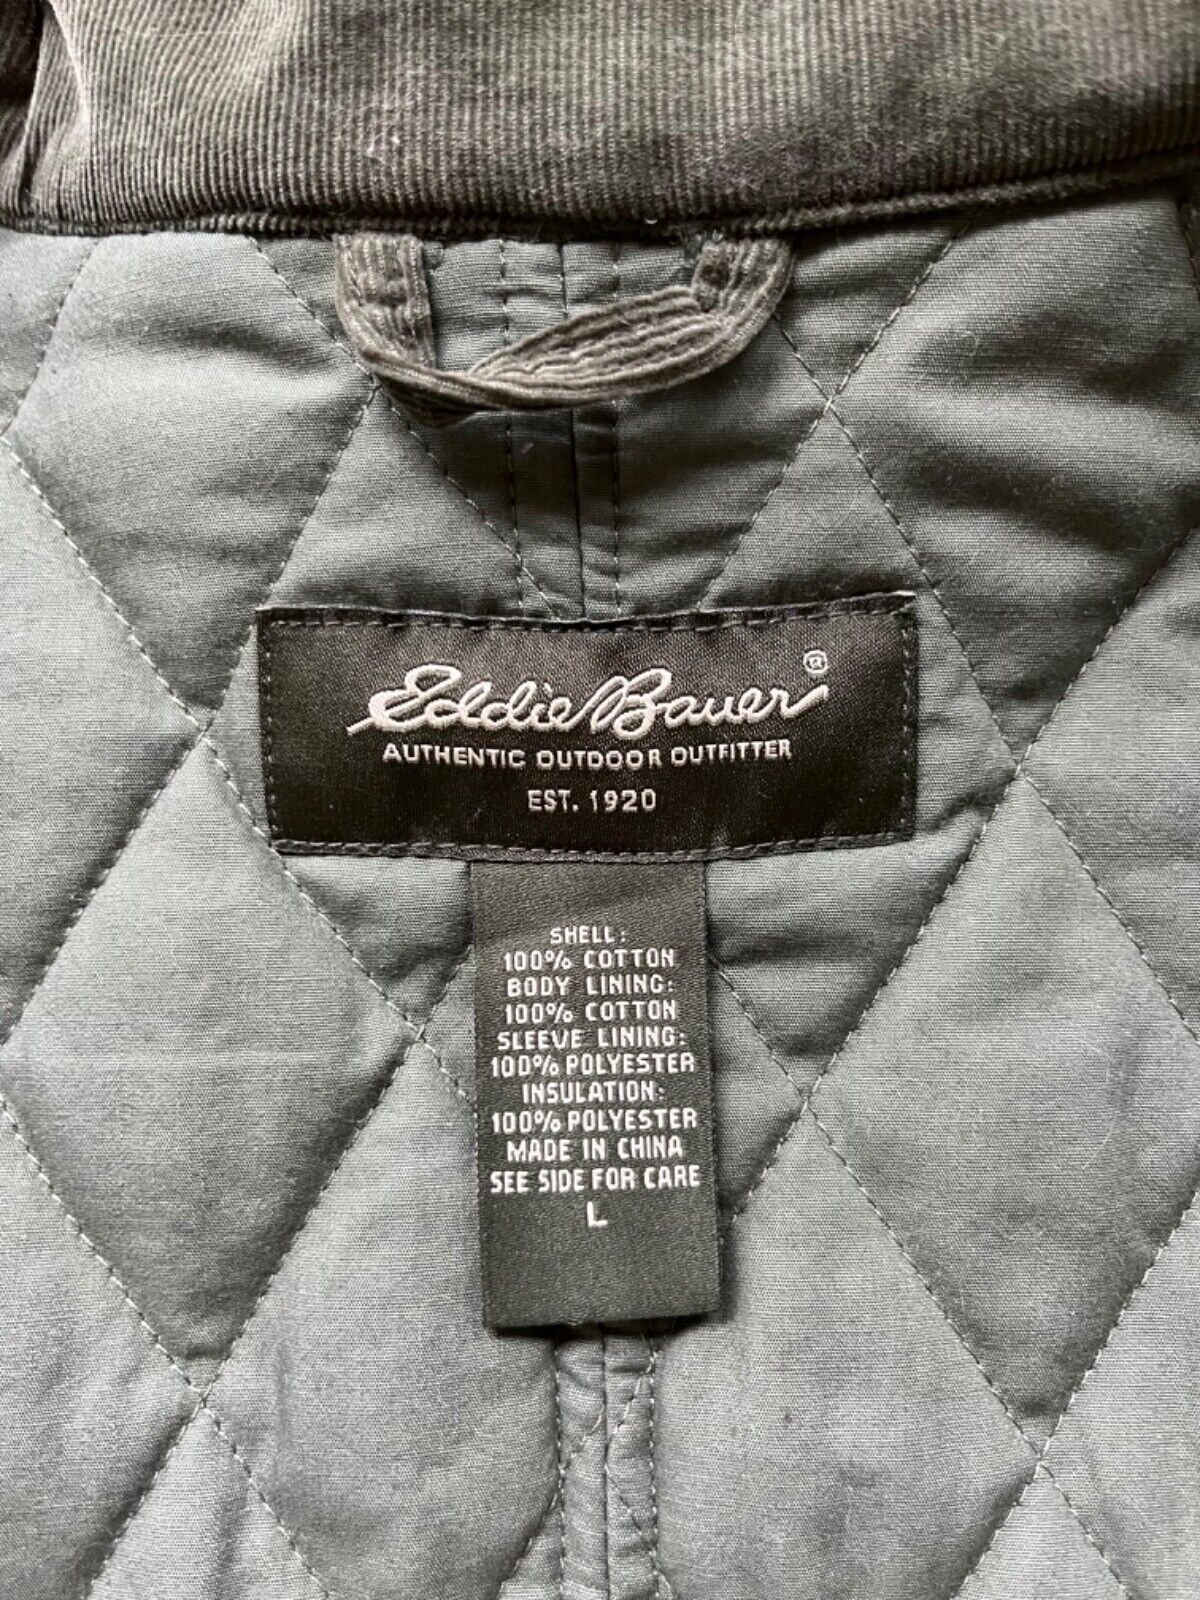 Eddie Bauer®
AUTHENTIC OUTDOOR OUTFITTER
EST. 1920
SHELL:
100% COTTON
BODY LINING:
100% COTTON
SLEEVE LINING:
100% POLYESTER
INSULATION:
100% POLYESTER
MADE IN CHINA
SEE SIDE FOR CARE
L